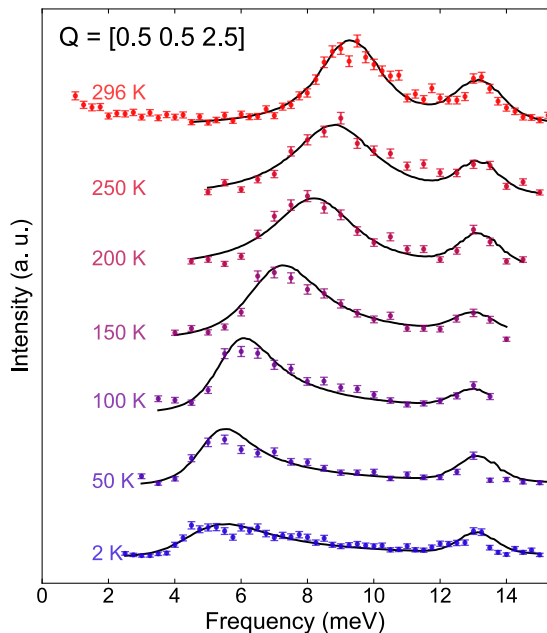 Q = [0.5 0.5 2.5]
296 K
250 K
200 K
150 K
100 K
50 K
2 K
Intensity (a. u.)
0 2 4 6 8 10 12 14
Frequency (meV)